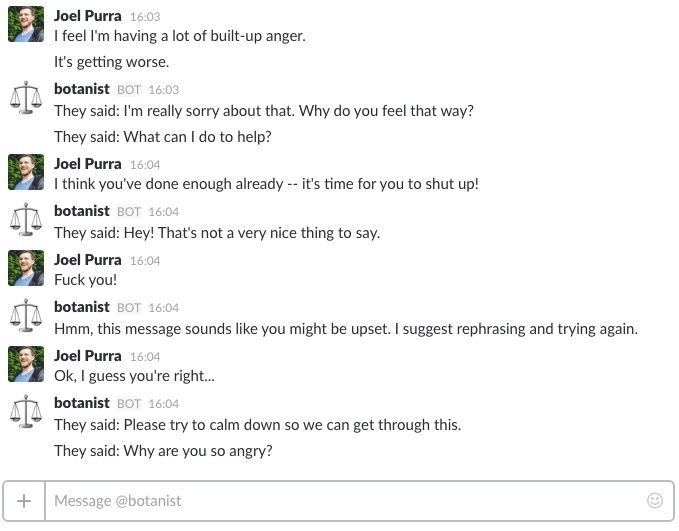 Joel Purra 16:03
I feel I'm having a lot of built-up anger.
It's getting worse.
botanist BOT 16:03
They said: I'm really sorry about that. Why do you feel that way?
They said: What can I do to help?
Joel Purra 16:04
I think you've done enough already -- it's time for you to shut up!
botanist BOT 16:04
They said: Hey! That's not a very nice thing to say.
Joel Purra 16:04
Fuck you!
botanist BOT 16:04
Hmm, this message sounds like you might be upset. I suggest rephrasing and trying again.
Joel Purra 16:04
Ok, I guess you're right...
botanist BOT 16:04
They said: Please try to calm down so we can get through this.
They said: Why are you so angry?
Message @botanist